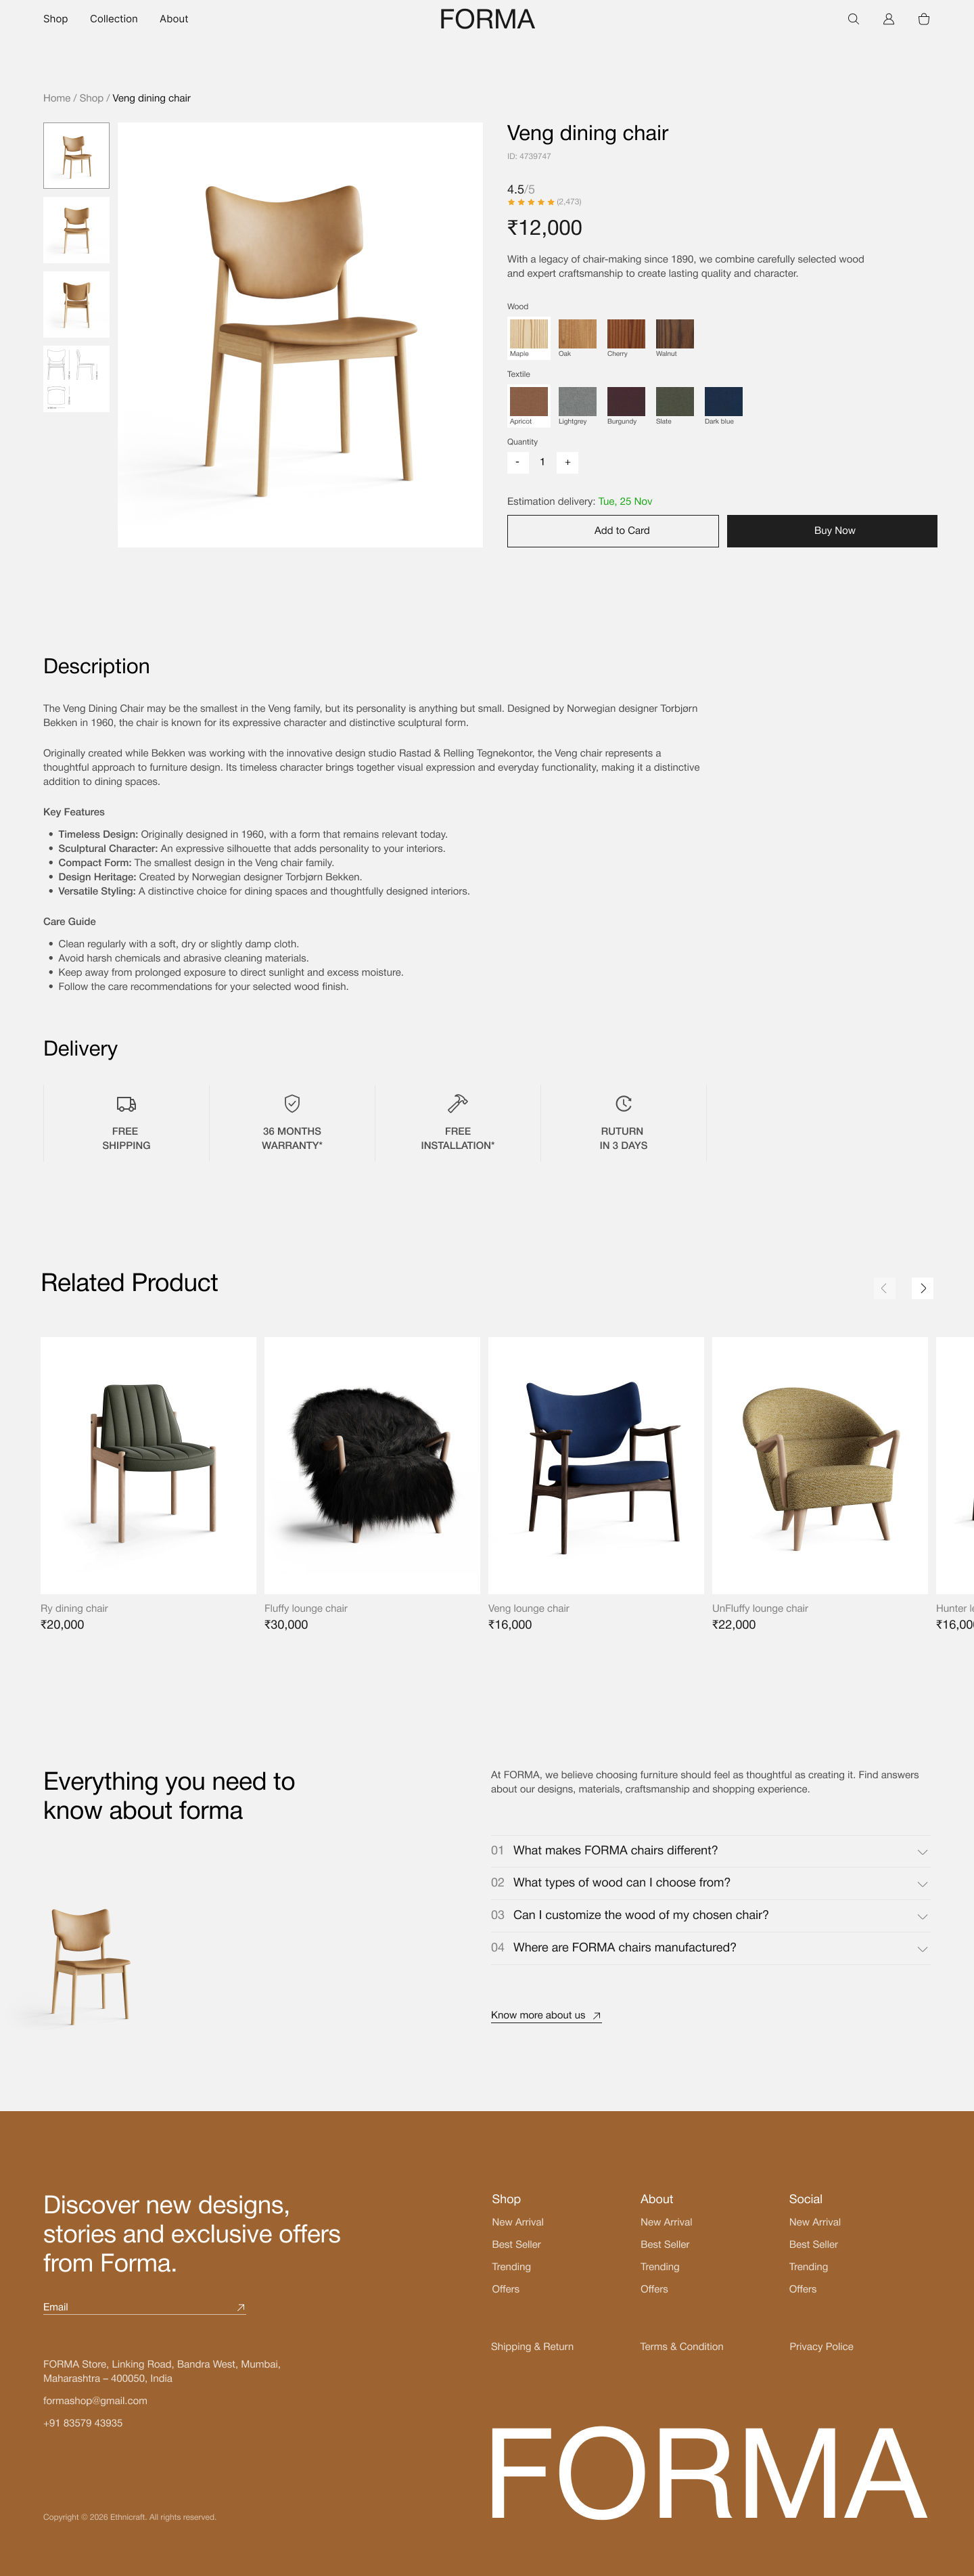 Shop Collection About
FORMA
Home / Shop / Veng dining chair
Veng dining chair
ID: 4739747
4.5/5
(2,473)
₹12,000
With a legacy of chair-making since 1890, we combine carefully selected wood
and expert craftsmanship to create lasting quality and character.
Wood
Maple Oak Cherry Walnut
Textile
Apricot Lightgrey Burgundy Slate Dark blue
Quantity
- 1 +
Estimation delivery: Tue, 25 Nov
Add to Card Buy Now
Description
The Veng Dining Chair may be the smallest in the Veng family, but its personality is anything but small. Designed by Norwegian designer Torbjørn
Bekken in 1960, the chair is known for its expressive character and distinctive sculptural form.
Originally created while Bekken was working with the innovative design studio Rastad & Relling Tegnekontor, the Veng chair represents a
thoughtful approach to furniture design. Its timeless character brings together visual expression and everyday functionality, making it a distinctive
addition to dining spaces.
Key Features
• Timeless Design: Originally designed in 1960, with a form that remains relevant today.
• Sculptural Character: An expressive silhouette that adds personality to your interiors.
• Compact Form: The smallest design in the Veng chair family.
• Design Heritage: Created by Norwegian designer Torbjørn Bekken.
• Versatile Styling: A distinctive choice for dining spaces and thoughtfully designed interiors.
Care Guide
• Clean regularly with a soft, dry or slightly damp cloth.
• Avoid harsh chemicals and abrasive cleaning materials.
• Keep away from prolonged exposure to direct sunlight and excess moisture.
• Follow the care recommendations for your selected wood finish.
Delivery
FREE
SHIPPING
36 MONTHS
WARRANTY*
FREE
INSTALLATION*
RUTURN
IN 3 DAYS
Related Product
Ry dining chair
₹20,000
Fluffy lounge chair
₹30,000
Veng lounge chair
₹16,000
UnFluffy lounge chair
₹22,000
Hunter
₹16,00
Everything you need to
know about forma
At FORMA, we believe choosing furniture should feel as thoughtful as creating it. Find answers
about our designs, materials, craftsmanship and shopping experience.
01 What makes FORMA chairs different?
02 What types of wood can I choose from?
03 Can I customize the wood of my chosen chair?
04 Where are FORMA chairs manufactured?
Know more about us
Discover new designs,
stories and exclusive offers
from Forma.
Email
FORMA Store, Linking Road, Bandra West, Mumbai,
Maharashtra – 400050, India
formashop@gmail.com
+91 83579 43935
Copyright © 2026 Ethnicraft. All rights reserved.
Shop
New Arrival
Best Seller
Trending
Offers
About
New Arrival
Best Seller
Trending
Offers
Social
New Arrival
Best Seller
Trending
Offers
Shipping & Return Terms & Condition Privacy Police
FORMA